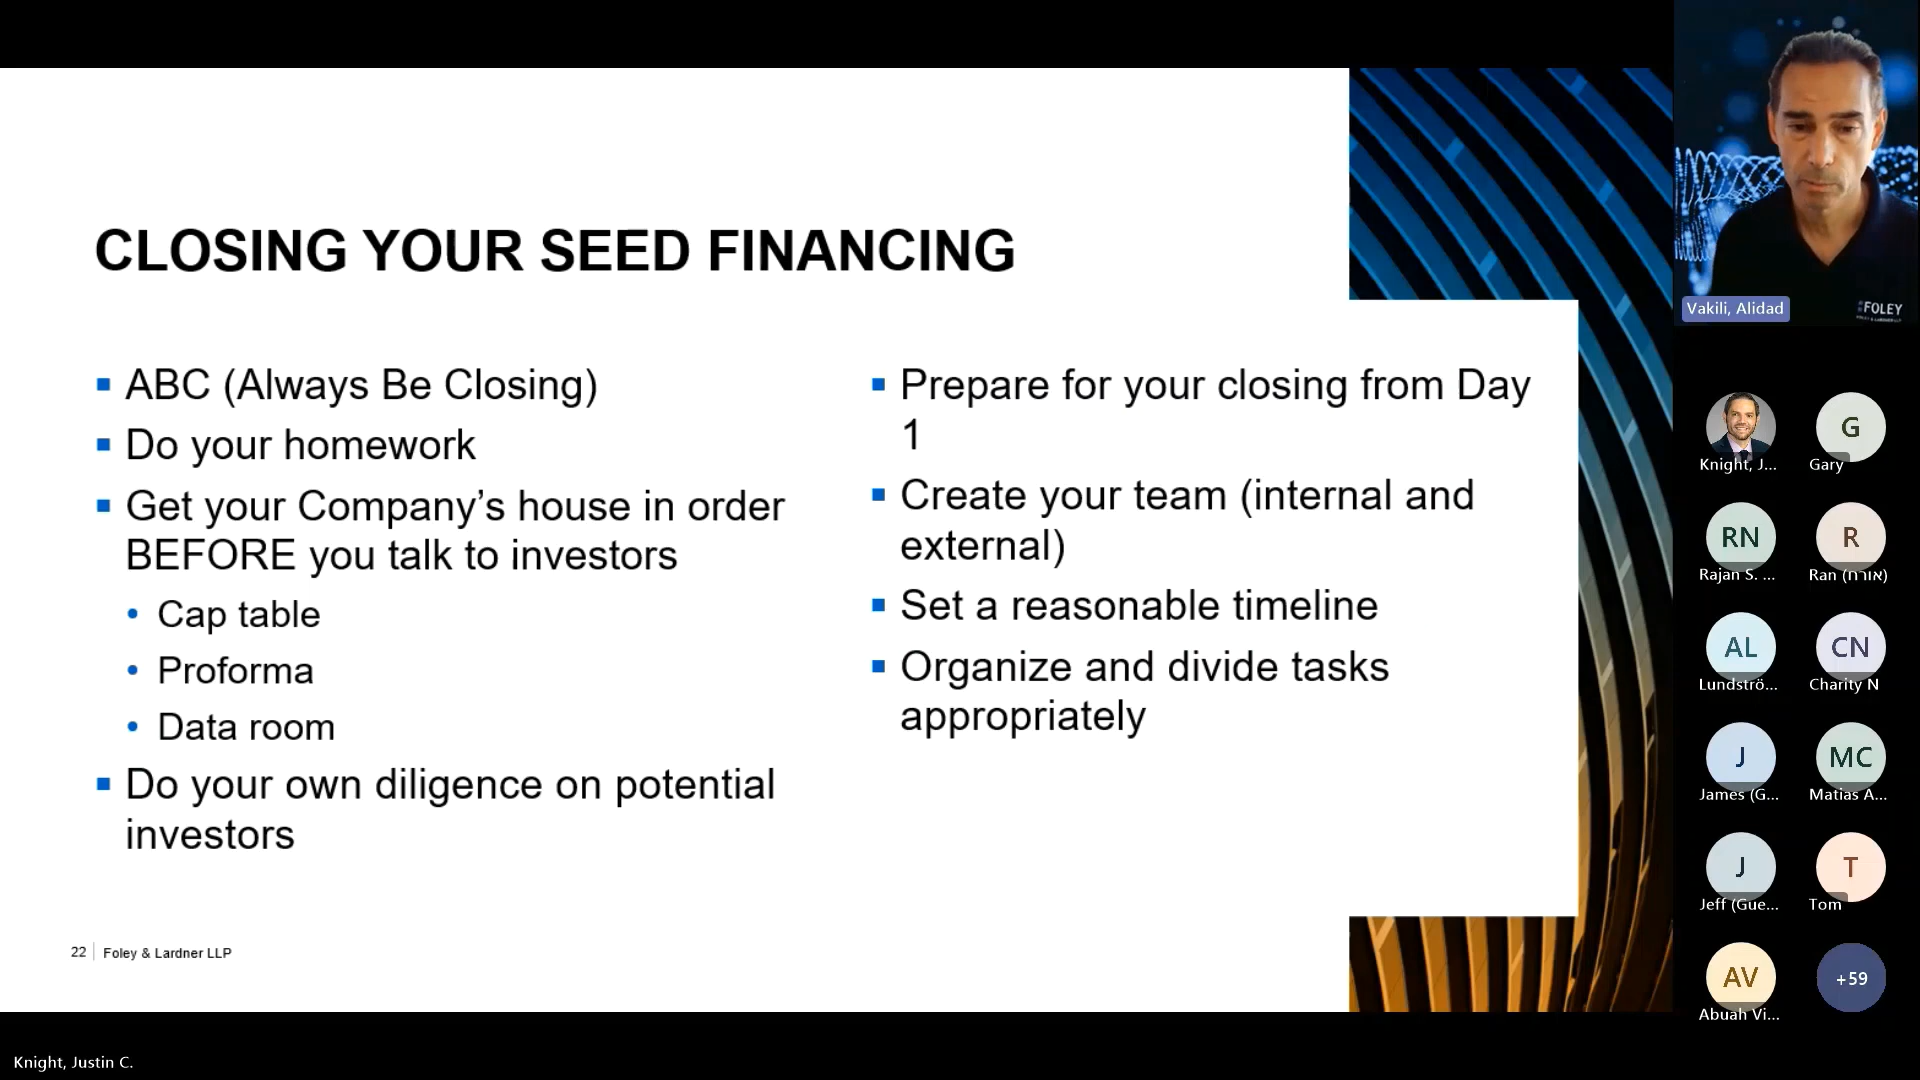 CLOSING YOUR SEED FINANCING
ABC (Always Be Closing)
Do your homework
Get your Company’s house in order
BEFORE you talk to investors
Cap table
Proforma
Data room
Do your own diligence on potential
investors
Prepare for your closing from Day
1
Create your team (internal and
external)
Set a reasonable timeline
Organize and divide tasks
appropriately
22 Foley & Lardner LLP
Vakili, Alidad
FOLEY
Knight, J...
G
Gary
RN
Rajan S. ...
R
Ran (אורח)
AL
Lundströ...
CN
Charity N
J
James (G...
MC
Matias A...
J
Jeff (Gue...
T
Tom
AV
Abuah Vi...
+59
Knight, Justin C.